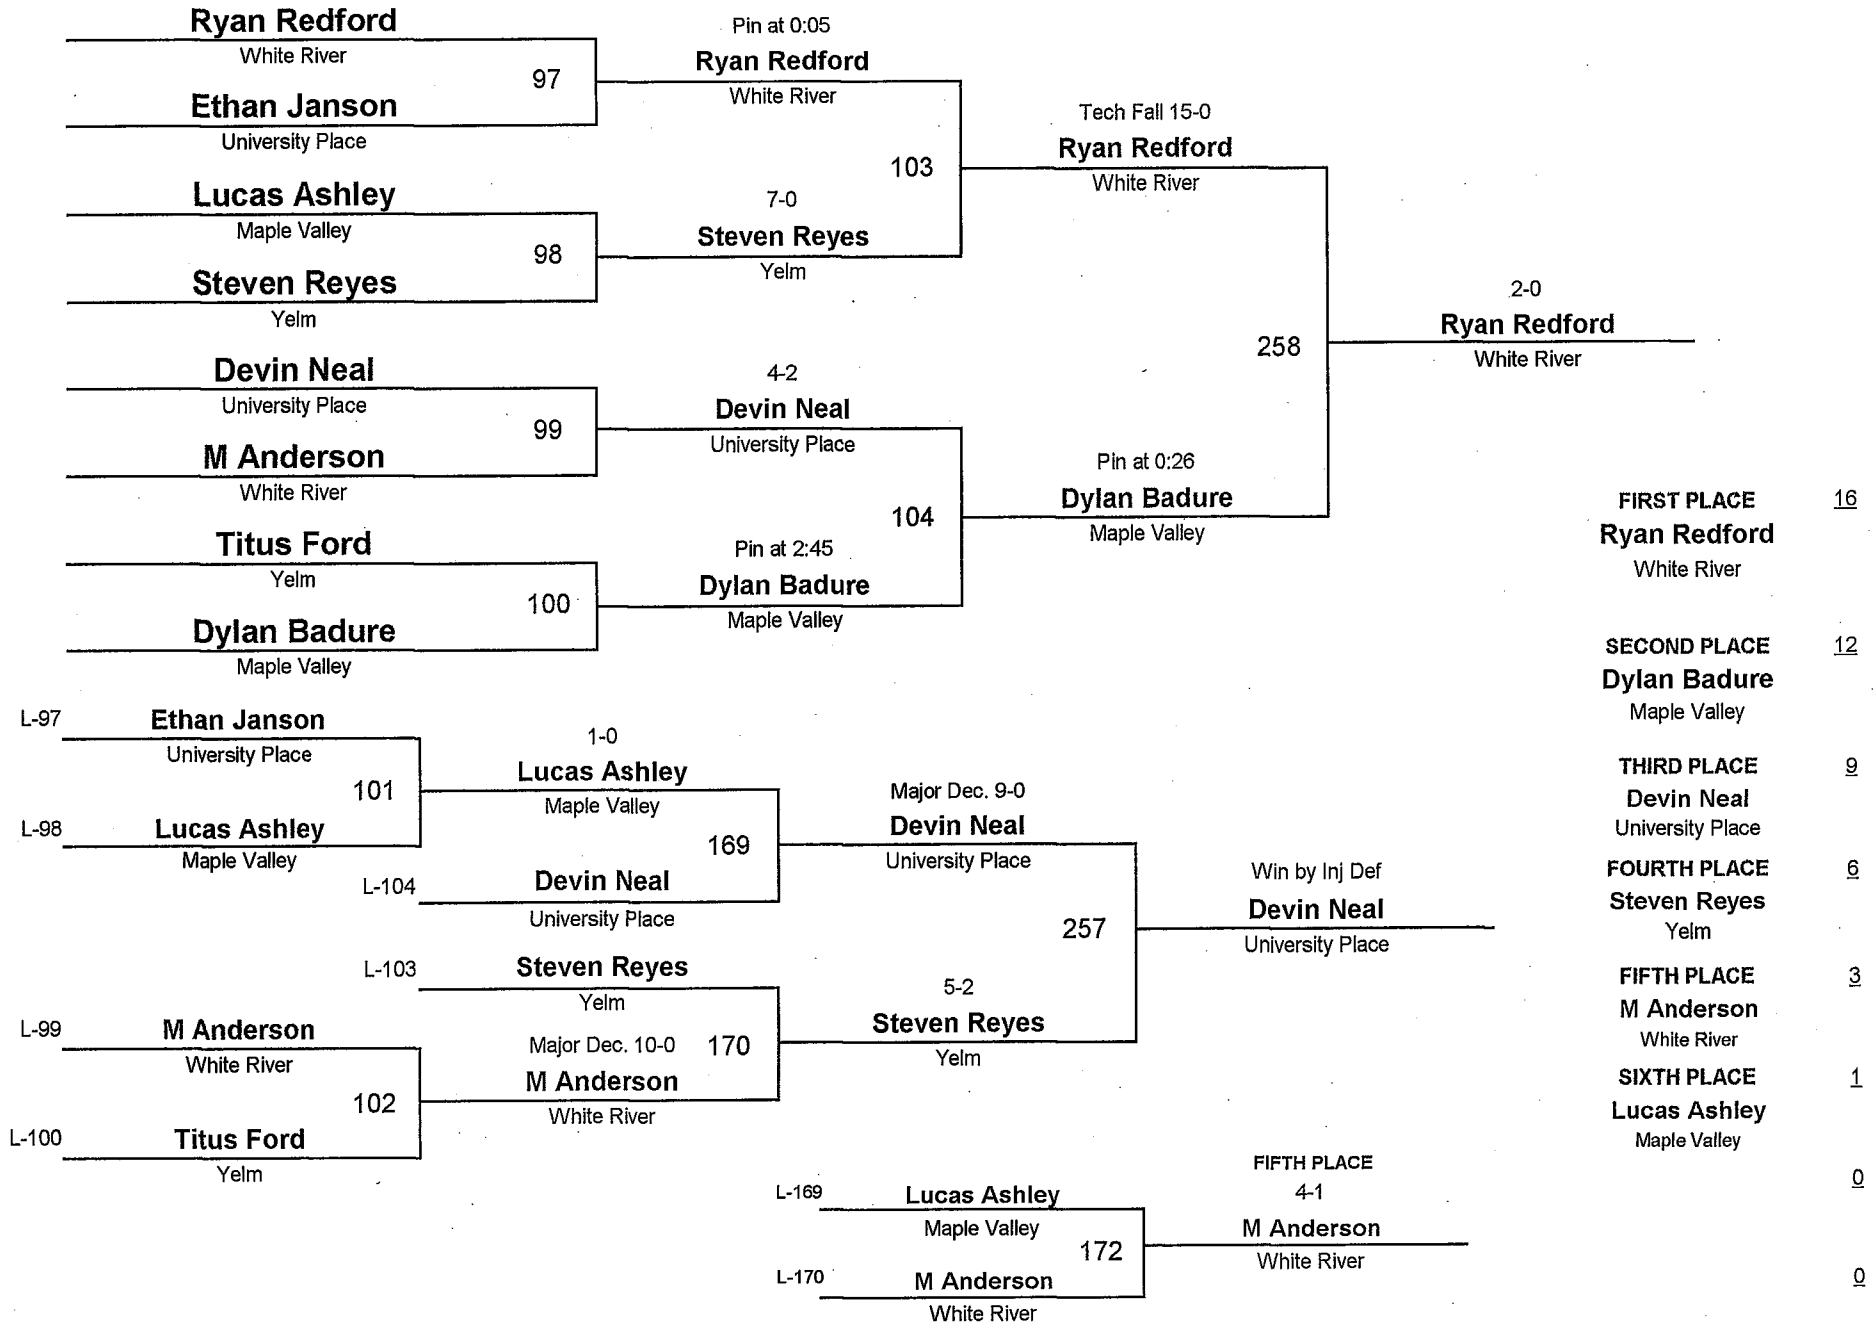 Ryan Redford
White River
97
Ethan Janson
University Place
Lucas Ashley
Maple Valley
98
Steven Reyes
Yelm
Devin Neal
University Place
99
M Anderson
White River
Titus Ford
Yelm
100
Dylan Badure
Maple Valley
Pin at 0:05
Ryan Redford
White River
103
7-0
Steven Reyes
Yelm
4-2
Devin Neal
University Place
104
Pin at 2:45
Dylan Badure
Maple Valley
Tech Fall 15-0
Ryan Redford
White River
258
Pin at 0:26
Dylan Badure
Maple Valley
2-0
Ryan Redford
White River
L-97 Ethan Janson
University Place
101
L-98 Lucas Ashley
Maple Valley
1-0
Lucas Ashley
Maple Valley
169
L-104 Devin Neal
University Place
L-103 Steven Reyes
Yelm
L-99 M Anderson
White River
102
L-100 Titus Ford
Yelm
Major Dec. 10-0 170
M Anderson
White River
Major Dec. 9-0
Devin Neal
University Place
257
5-2
Steven Reyes
Yelm
Win by Inj Def
Devin Neal
University Place
L-169 Lucas Ashley
Maple Valley
172
L-170 M Anderson
White River
FIFTH PLACE
4-1
M Anderson
White River
FIRST PLACE 16
Ryan Redford
White River
SECOND PLACE 12
Dylan Badure
Maple Valley
THIRD PLACE 9
Devin Neal
University Place
FOURTH PLACE 6
Steven Reyes
Yelm
FIFTH PLACE 3
M Anderson
White River
SIXTH PLACE 1
Lucas Ashley
Maple Valley
0
0